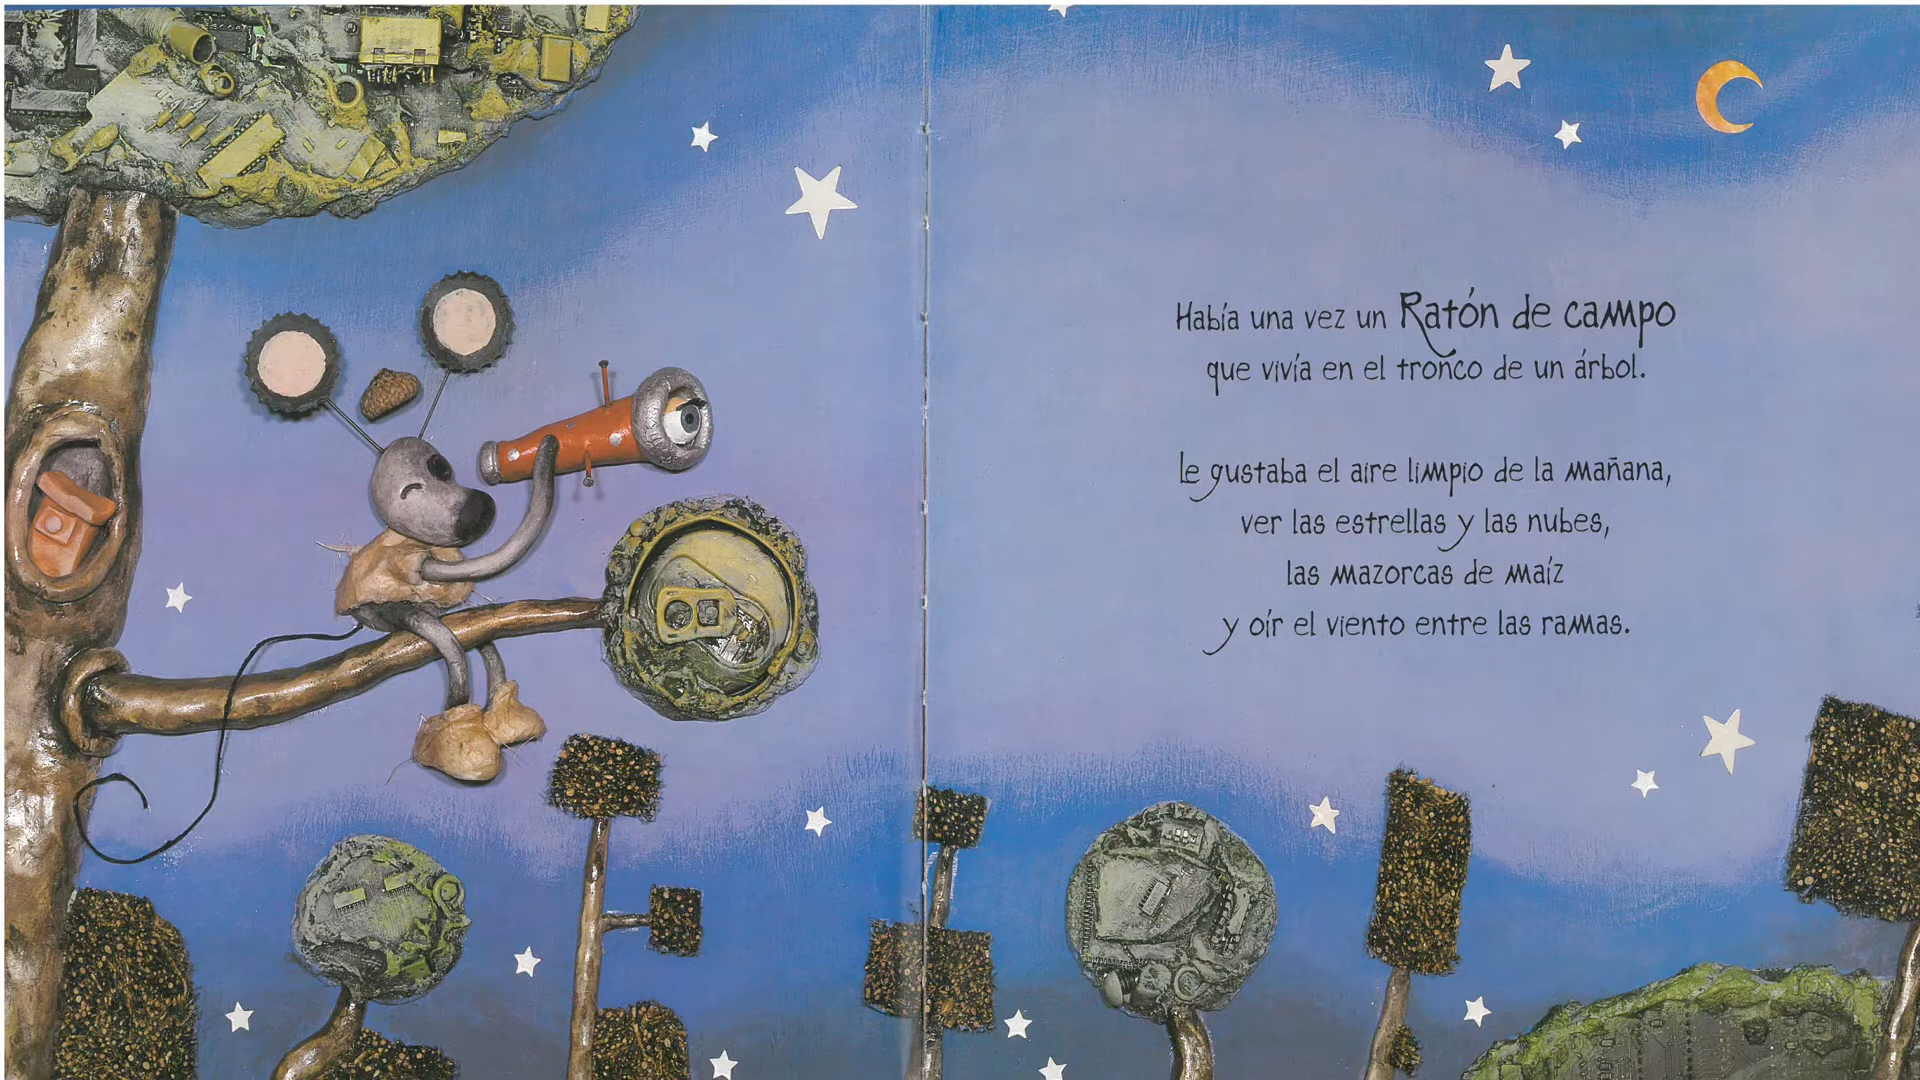 Había una vez un Ratón de campo
que vivía en el tronco de un árbol.
Le gustaba el aire limpio de la mañana,
ver las estrellas y las nubes,
las mazorcas de maíz
y oír el viento entre las ramas.